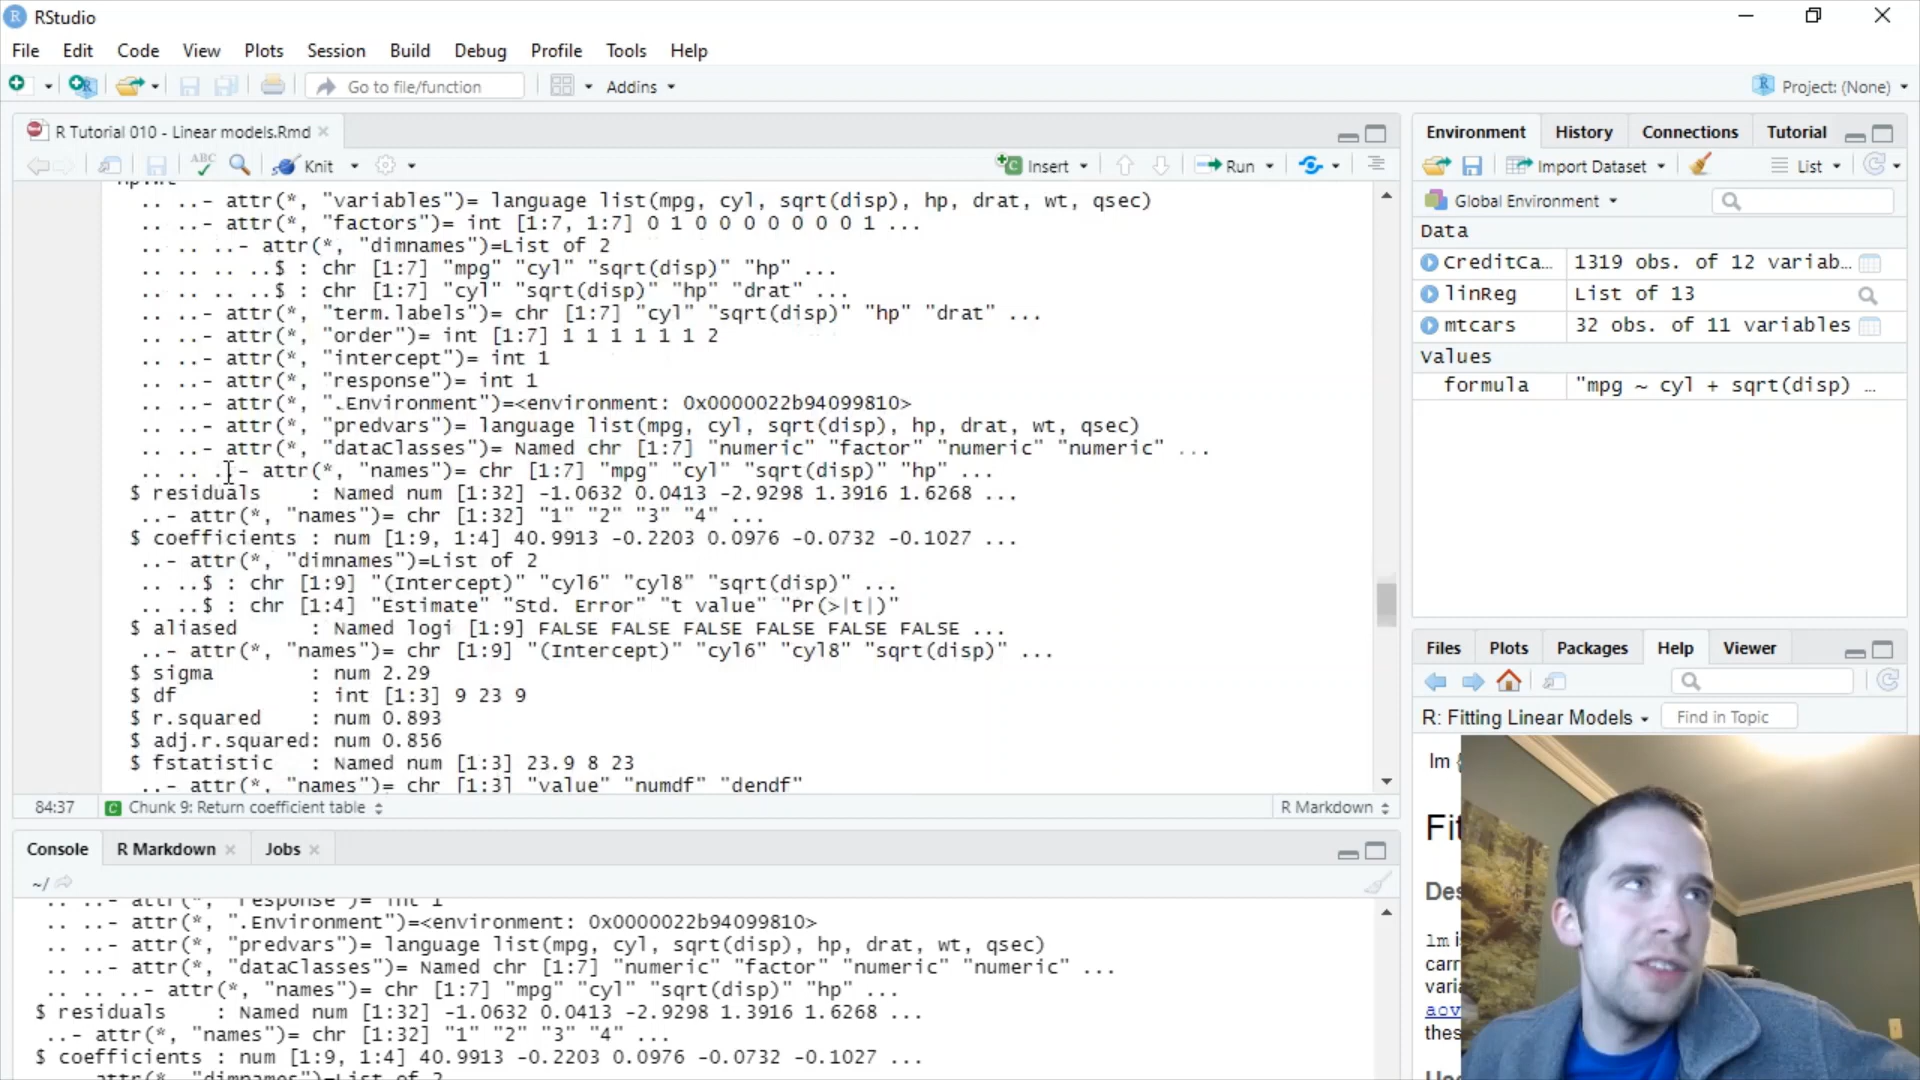 RStudio
File Edit Code View Plots Session Build Debug Profile Tools Help
Go to file/function Addins Project: (None)
R Tutorial 010 - Linear models.Rmd
ABC Knit Insert Run
.. ..- attr(*, "variables")= language list(mpg, cyl, sqrt(disp), hp, drat, wt, qsec)
.. ..- attr(*, "factors")= int [1:7, 1:7] 0 1 0 0 0 0 0 0 0 1 ...
.. .. ..- attr(*, "dimnames")=List of 2
.. .. .. ..$ : chr [1:7] "mpg" "cyl" "sqrt(disp)" "hp" ...
.. .. .. ..$ : chr [1:7] "cyl" "sqrt(disp)" "hp" "drat" ...
.. ..- attr(*, "term.labels")= chr [1:7] "cyl" "sqrt(disp)" "hp" "drat" ...
.. ..- attr(*, "order")= int [1:7] 1 1 1 1 1 1 2
.. ..- attr(*, "intercept")= int 1
.. ..- attr(*, "response")= int 1
.. ..- attr(*, ".Environment")=<environment: 0x0000022b94099810>
.. ..- attr(*, "predvars")= language list(mpg, cyl, sqrt(disp), hp, drat, wt, qsec)
.. ..- attr(*, "dataClasses")= Named chr [1:7] "numeric" "factor" "numeric" "numeric" ...
.. .. ..- attr(*, "names")= chr [1:7] "mpg" "cyl" "sqrt(disp)" "hp" ...
$ residuals : Named num [1:32] -1.0632 0.0413 -2.9298 1.3916 1.6268 ...
..- attr(*, "names")= chr [1:32] "1" "2" "3" "4" ...
$ coefficients : num [1:9, 1:4] 40.9913 -0.2203 0.0976 -0.0732 -0.1027 ...
..- attr(*, "dimnames")=List of 2
.. ..$ : chr [1:9] "(Intercept)" "cyl6" "cyl8" "sqrt(disp)" ...
.. ..$ : chr [1:4] "Estimate" "Std. Error" "t value" "Pr(>|t|)"
$ aliased : Named logi [1:9] FALSE FALSE FALSE FALSE FALSE FALSE ...
..- attr(*, "names")= chr [1:9] "(Intercept)" "cyl6" "cyl8" "sqrt(disp)" ...
$ sigma : num 2.29
$ df : int [1:3] 9 23 9
$ r.squared : num 0.893
$ adj.r.squared: num 0.856
$ fstatistic : Named num [1:3] 23.9 8 23
..- attr(*, "names")= chr [1:3] "value" "numdf" "dendf"
84:37 Chunk 9: Return coefficient table R Markdown
Console R Markdown Jobs
~/
.. ..- attr(*, "response")= int 1
.. ..- attr(*, ".Environment")=<environment: 0x0000022b94099810>
.. ..- attr(*, "predvars")= language list(mpg, cyl, sqrt(disp), hp, drat, wt, qsec)
.. ..- attr(*, "dataClasses")= Named chr [1:7] "numeric" "factor" "numeric" "numeric" ...
.. .. ..- attr(*, "names")= chr [1:7] "mpg" "cyl" "sqrt(disp)" "hp" ...
$ residuals : Named num [1:32] -1.0632 0.0413 -2.9298 1.3916 1.6268 ...
..- attr(*, "names")= chr [1:32] "1" "2" "3" "4" ...
$ coefficients : num [1:9, 1:4] 40.9913 -0.2203 0.0976 -0.0732 -0.1027 ...
..- attr(*, "dimnames")=List of 2
Environment History Connections Tutorial
Import Dataset List
Global Environment
Data
CreditCa… 1319 obs. of 12 variab…
linReg List of 13
mtcars 32 obs. of 11 variables
Values
formula "mpg ~ cyl + sqrt(disp) …
Files Plots Packages Help Viewer
R: Fitting Linear Models Find in Topic
lm
Fit
Des
lm i
carr
varia
aov
thes